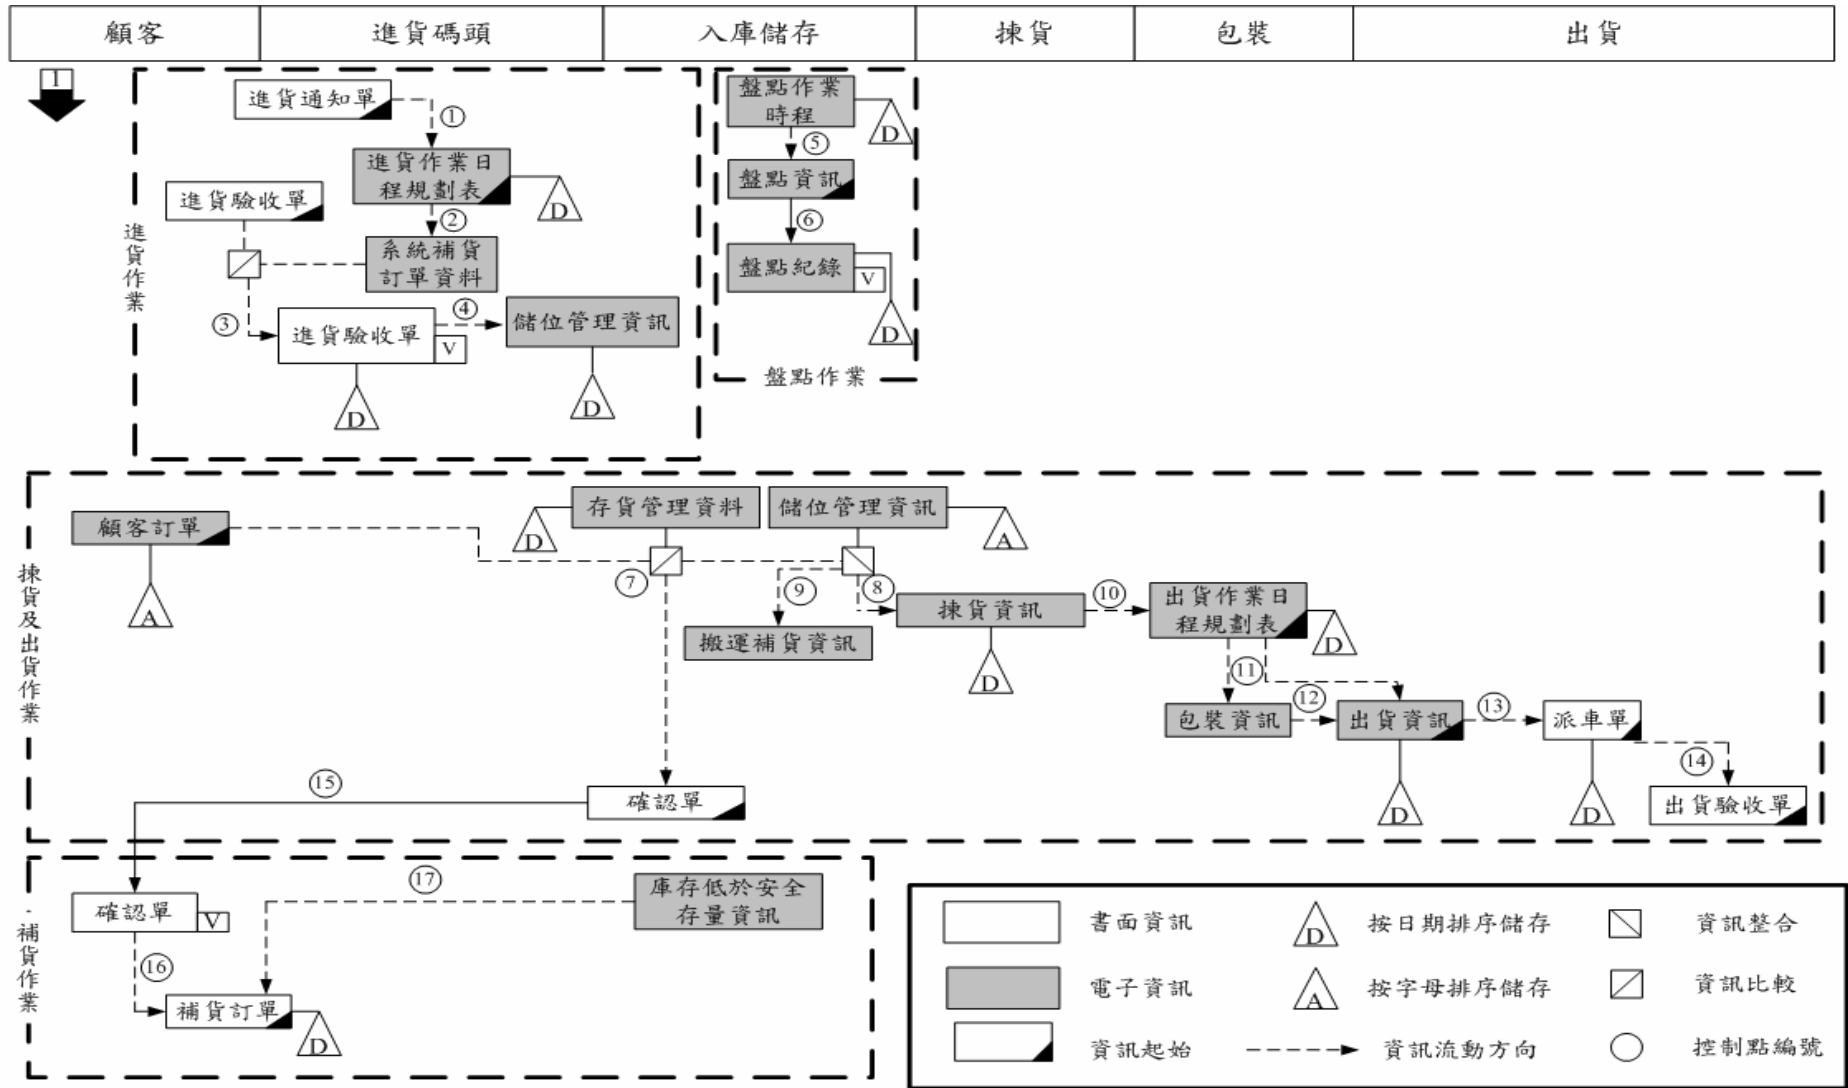 顧客
進貨碼頭
入庫儲存
揀貨
包裝
出貨
1
進貨作業
進貨通知單
1
進貨作業日
程規劃表
D
2
進貨驗收單
系統補貨
訂單資料
3
進貨驗收單
V
D
4
儲位管理資訊
D
盤點作業
時程
D
5
盤點資訊
6
盤點紀錄
V
D
盤點作業
揀貨及出貨作業
顧客訂單
A
存貨管理資料
D
儲位管理資訊
A
7
9
8
搬運補貨資訊
揀貨資訊
D
10
出貨作業日
程規劃表
D
11
包裝資訊
12
出貨資訊
D
13
派車單
D
14
出貨驗收單
確認單
15
補貨作業
確認單
V
16
17
庫存低於安全
存量資訊
補貨訂單
D
書面資訊
D
按日期排序儲存
資訊整合
電子資訊
A
按字母排序儲存
資訊比較
資訊起始
資訊流動方向
控制點編號